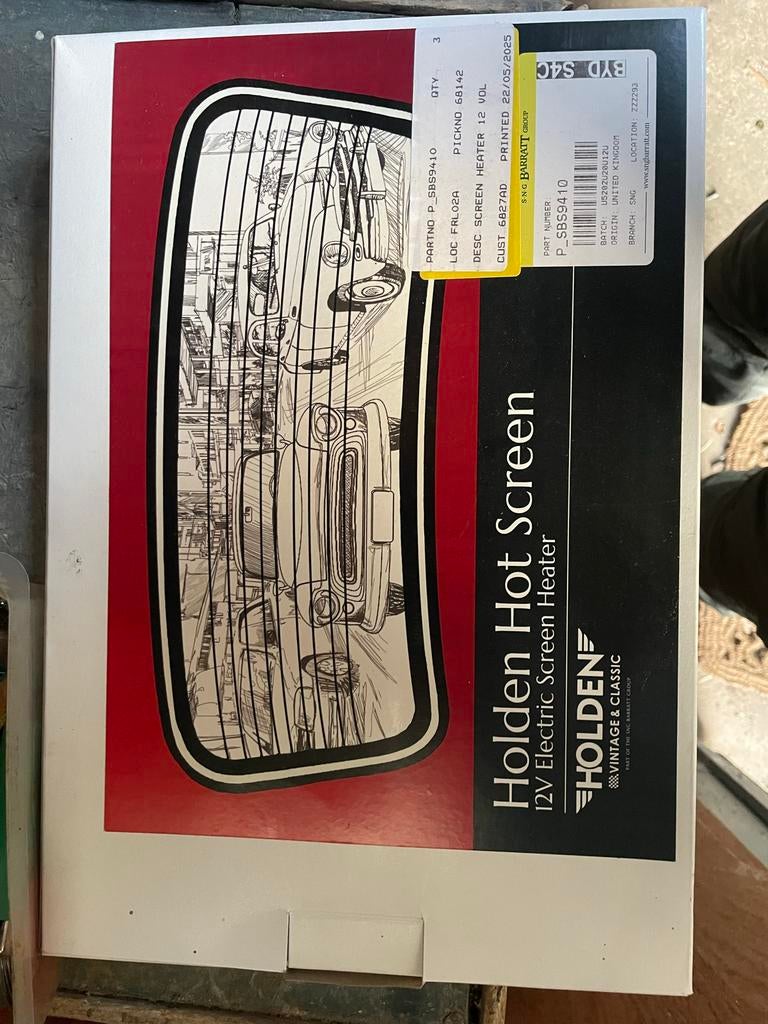 Holden Hot Screen
12V Electric Screen Heater
HOLDEN
VINTAGE & CLASSIC
PART OF THE SNG BARRATT GROUP
PARTNO P_SBS9410 QTY 3
LOC FRL02A PICKNO 68142
DESC SCREEN HEATER 12 VOL
CUST 6827AD PRINTED 22/05/2025
SNG BARRATT GROUP
BYD S4C
PART NUMBER:
P_SBS9410
BATCH: U5202U20U12U
ORIGIN: UNITED KINGDOM
BRANCH: SNG LOCATION: ZZZ293
www.sngbarratt.com